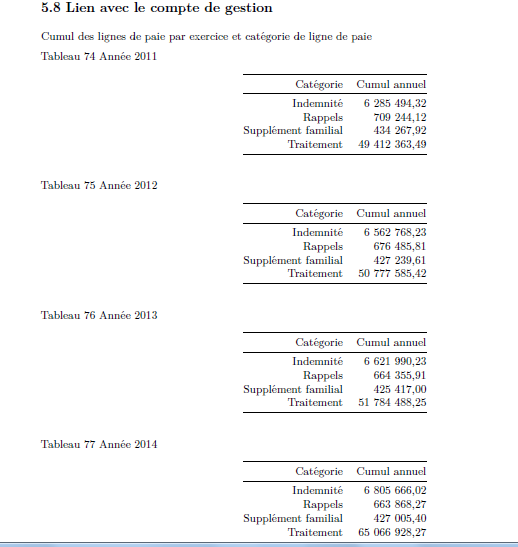 5.8 Lien avec le compte de gestion
Cumul des lignes de paie par exercice et catégorie de ligne de paie
Tableau 74 Année 2011
Catégorie Cumul annuel
Indemnité 6 285 494,32
Rappels 709 244,12
Supplément familial 434 267,92
Traitement 49 412 363,49
Tableau 75 Année 2012
Catégorie Cumul annuel
Indemnité 6 562 768,23
Rappels 676 485,81
Supplément familial 427 239,61
Traitement 50 777 585,42
Tableau 76 Année 2013
Catégorie Cumul annuel
Indemnité 6 621 990,23
Rappels 664 355,91
Supplément familial 425 417,00
Traitement 51 784 488,25
Tableau 77 Année 2014
Catégorie Cumul annuel
Indemnité 6 805 666,02
Rappels 663 868,27
Supplément familial 427 005,40
Traitement 65 066 928,27